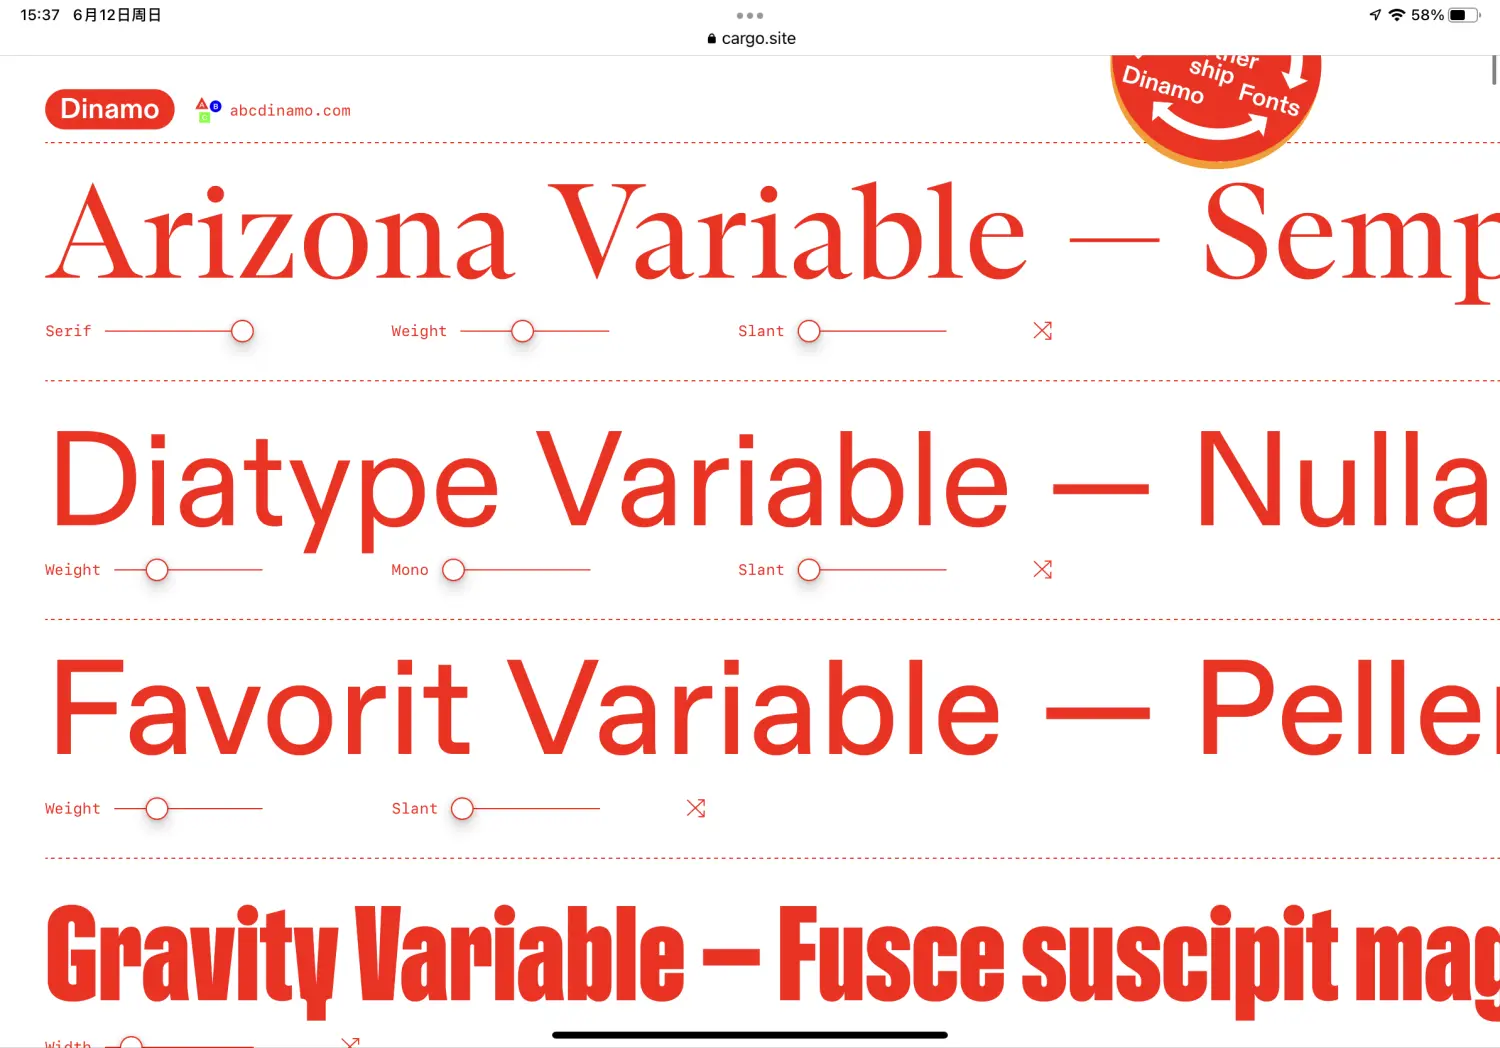 15:37 6月12日周日
58%
cargo.site
Dinamo
abcdinamo.com
ship
Dinamo
Fonts
Arizona Variable — Semp
Serif
Weight
Slant
Diatype Variable — Nulla
Weight
Mono
Slant
Favorit Variable — Pelle
Weight
Slant
Gravity Variable — Fusce suscipit mag
Width